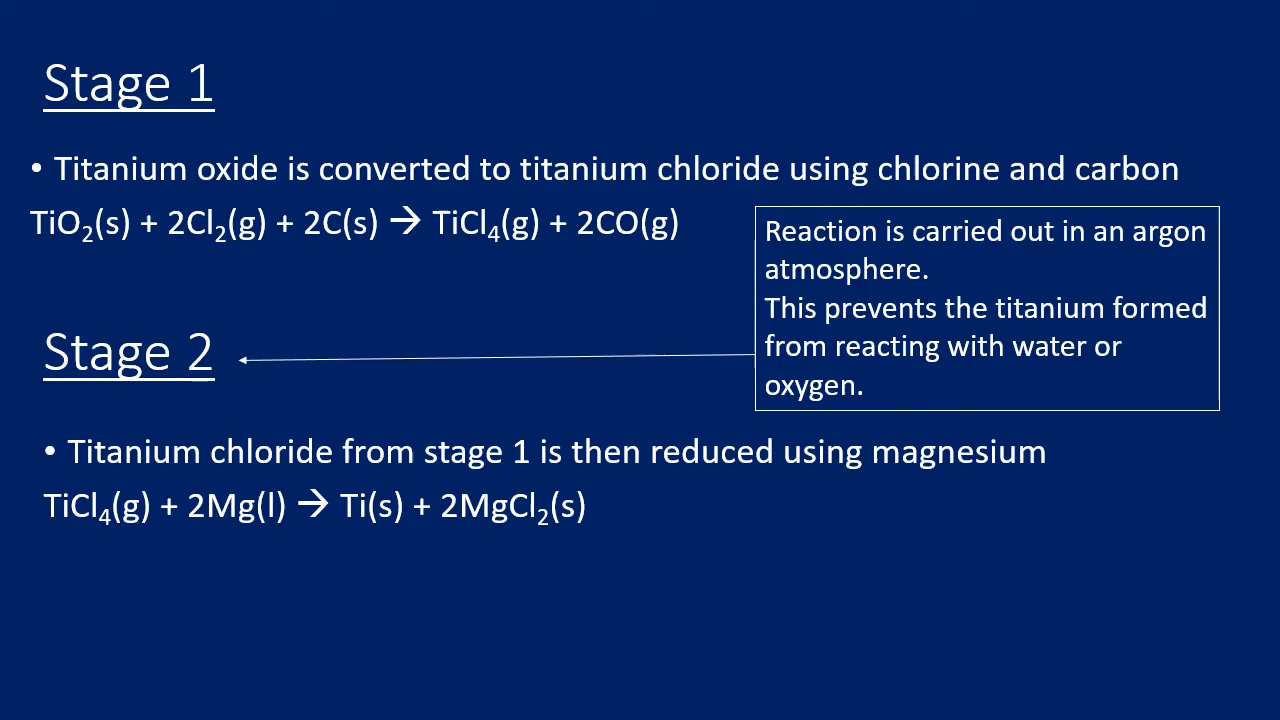 Stage 1
• Titanium oxide is converted to titanium chloride using chlorine and carbon
TiO₂(s) + 2Cl₂(g) + 2C(s) → TiCl₄(g) + 2CO(g)
Reaction is carried out in an argon
atmosphere.
This prevents the titanium formed
from reacting with water or
oxygen.
Stage 2
• Titanium chloride from stage 1 is then reduced using magnesium
TiCl₄(g) + 2Mg(l) → Ti(s) + 2MgCl₂(s)